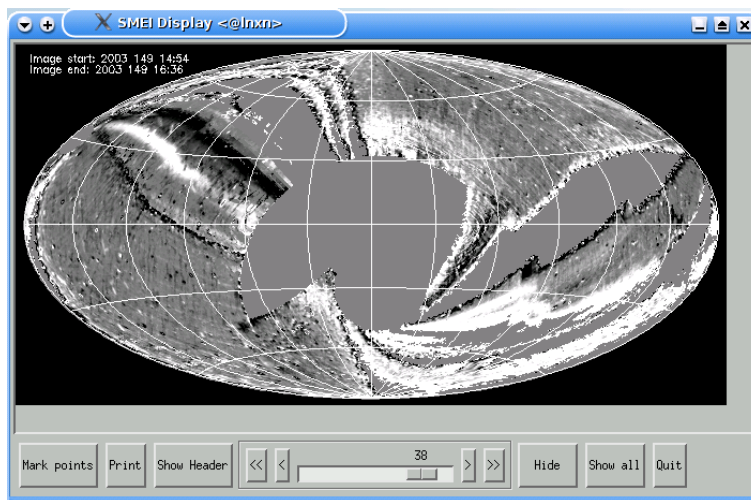 SMEI Display <@lnxn>
Image start: 2003 149 14:54
Image end: 2003 149 16:36
38
Mark points Print Show Header << < > >> Hide Show all Quit